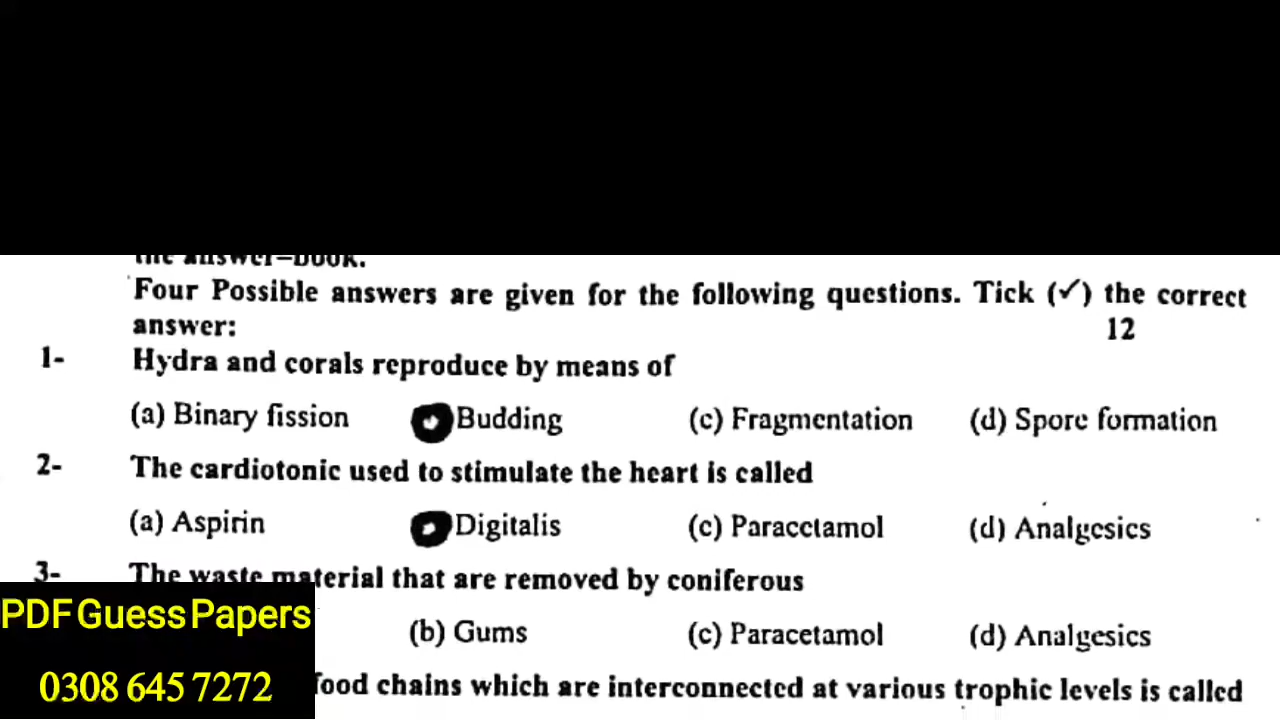 the answer-book.
Four Possible answers are given for the following questions. Tick (✓) the correct
answer: 12
1- Hydra and corals reproduce by means of
(a) Binary fission Budding (c) Fragmentation (d) Spore formation
2- The cardiotonic used to stimulate the heart is called
(a) Aspirin Digitalis (c) Paracetamol (d) Analgesics
3- The waste material that are removed by coniferous
PDF Guess Papers
(b) Gums (c) Paracetamol (d) Analgesics
0308 645 7272
food chains which are interconnected at various trophic levels is called